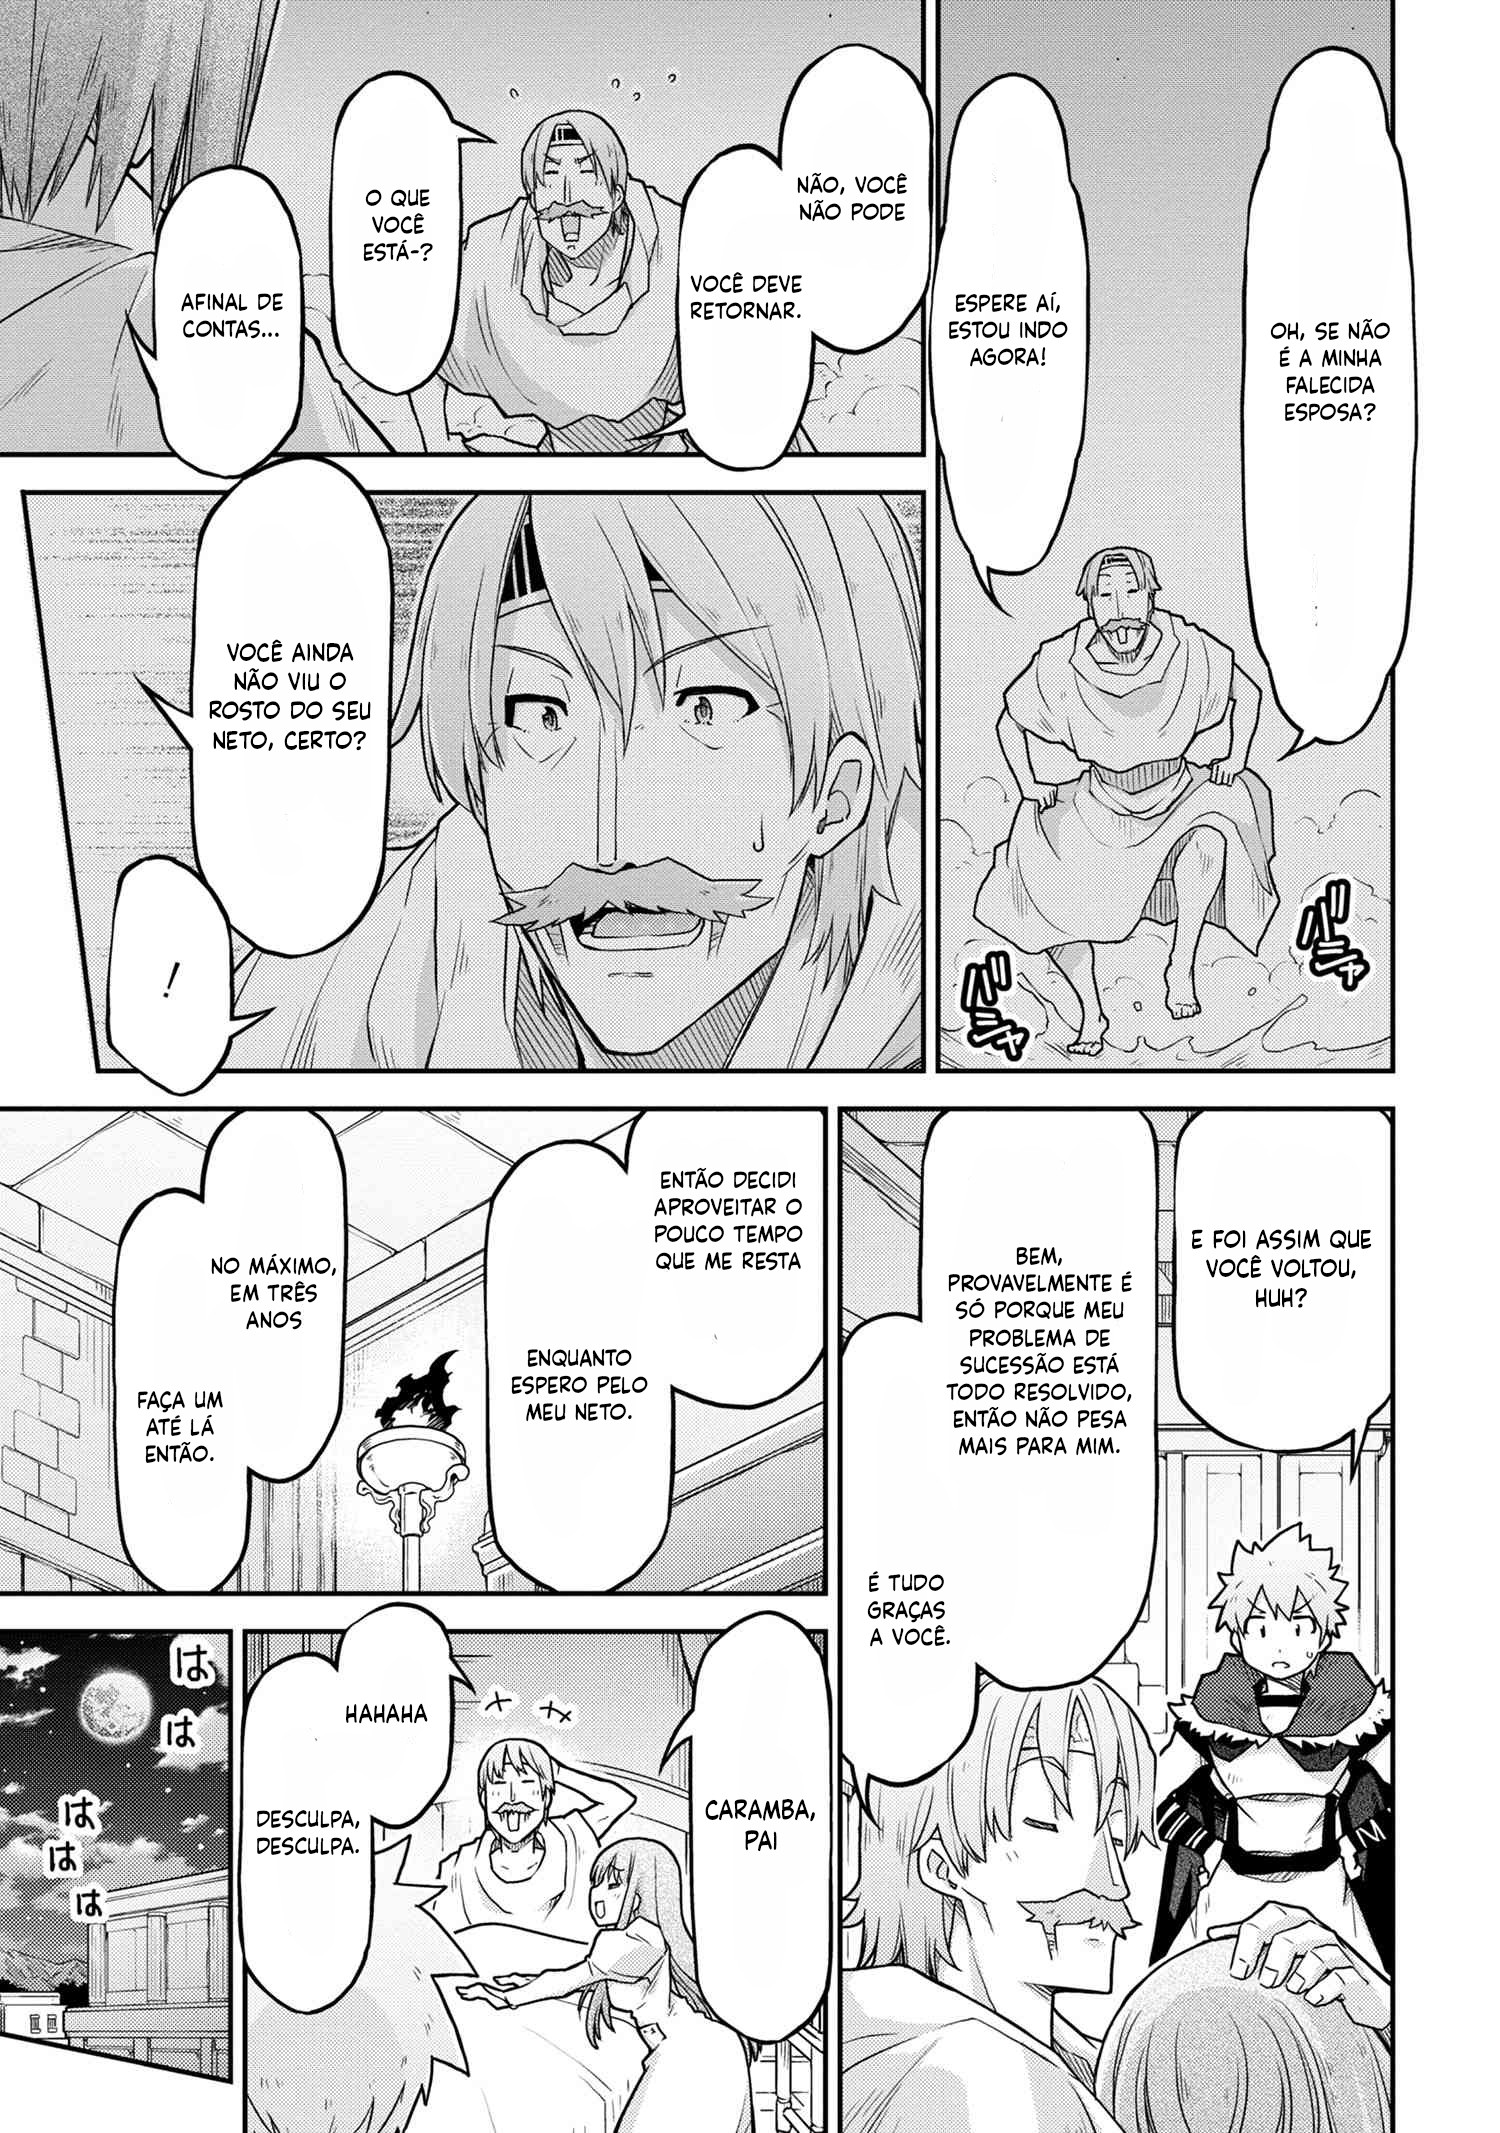 OH, SE NÃO
É A MINHA
FALECIDA
ESPOSA?
ESPERE AÍ,
ESTOU INDO
AGORA!
バシャ
バシャ
NÃO, VOCÊ
NÃO PODE
VOCÊ DEVE
RETORNAR.
O QUE
VOCÊ
ESTÁ-?
AFINAL DE
CONTAS...
VOCÊ AINDA
NÃO VIU O
ROSTO DO SEU
NETO, CERTO?
!
E FOI ASSIM QUE
VOCÊ VOLTOU,
HUH?
BEM,
PROVAVELMENTE É
SÓ PORQUE MEU
PROBLEMA DE
SUCESSÃO ESTÁ
TODO RESOLVIDO,
ENTÃO NÃO PESA
MAIS PARA MIM.
É TUDO
GRAÇAS
A VOCÊ.
M
ENTÃO DECIDI
APROVEITAR O
POUCO TEMPO
QUE ME RESTA
ENQUANTO
ESPERO PELO
MEU NETO.
NO MÁXIMO,
EM TRÊS
ANOS
FAÇA UM
ATÉ LÁ
ENTÃO.
CARAMBA,
PAI
HAHAHA
DESCULPA,
DESCULPA.
は
は
は
は
は